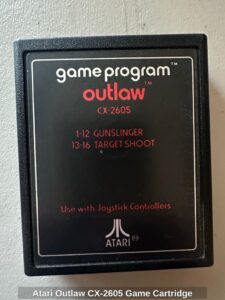 game program™
outlaw™
CX-2605
1-12 GUNSLINGER
13-16 TARGET SHOOT
Use with Joystick Controllers
ATARI®
Atari Outlaw CX-2605 Game Cartridge